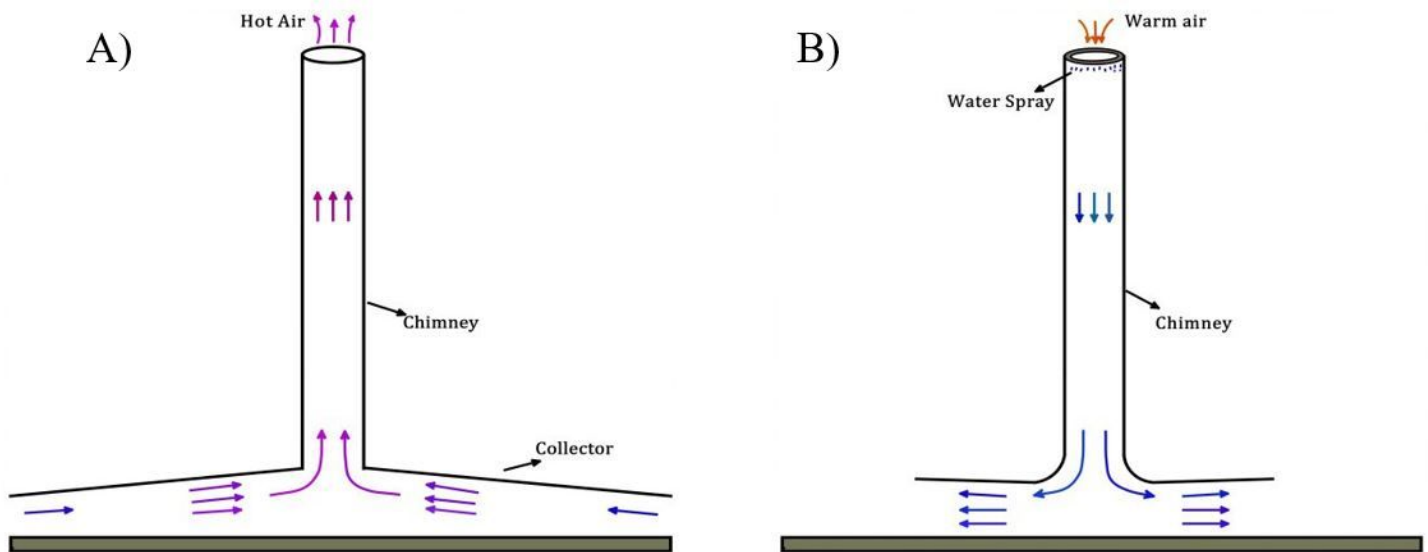 A)
Hot Air
Chimney
Collector
B)
Warm air
Water Spray
Chimney